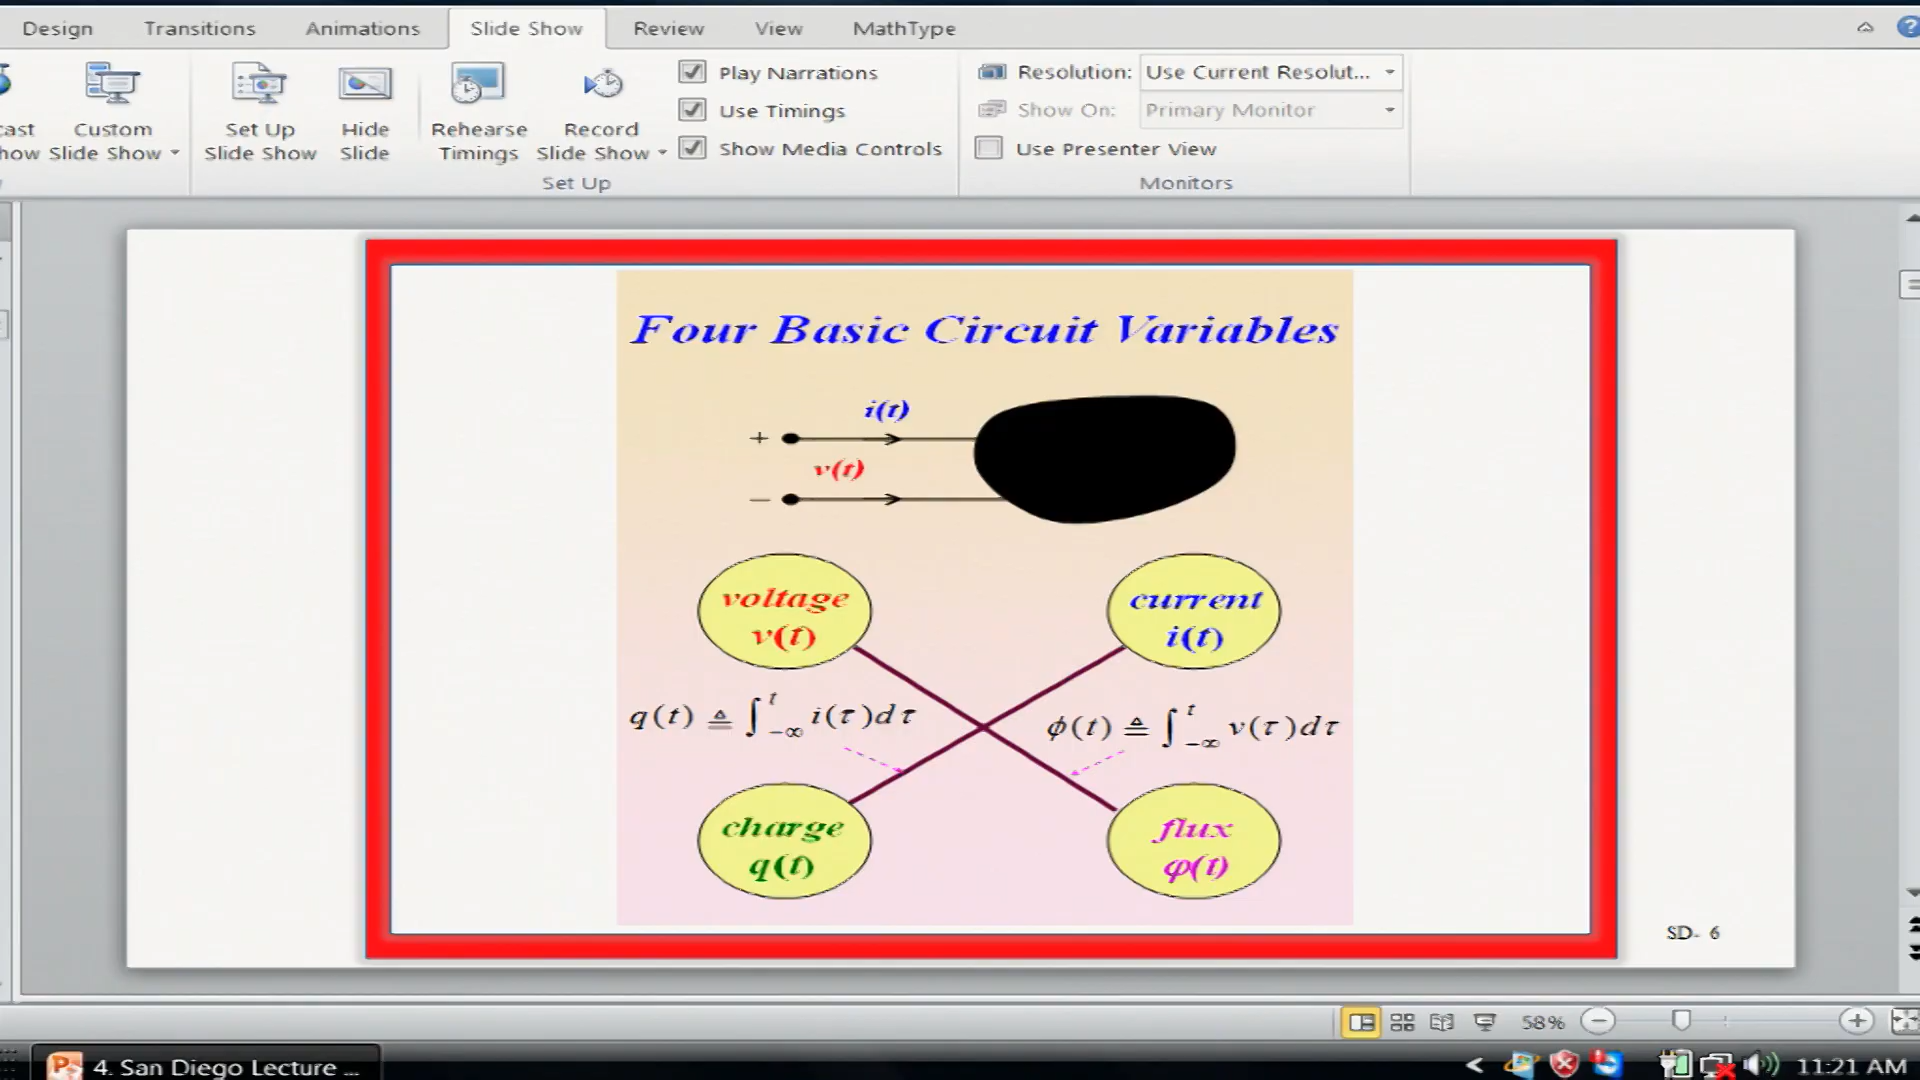 Design Transitions Animations Slide Show Review View MathType
Custom
Slide Show
Set Up
Slide Show
Hide
Slide
Rehearse
Timings
Record
Slide Show
Play Narrations
Use Timings
Show Media Controls
Set Up
Resolution: Use Current Resolut...
Show On: Primary Monitor
Use Presenter View
Monitors
Four Basic Circuit Variables
i(t)
+
v(t)
−
voltage
v(t)
current
i(t)
q(t) ≜ ∫_{-∞}^{t} i(τ)dτ
ϕ(t) ≜ ∫_{-∞}^{t} v(τ)dτ
charge
q(t)
flux
φ(t)
SD- 6
58%
4. San Diego Lecture ...
11:21 AM